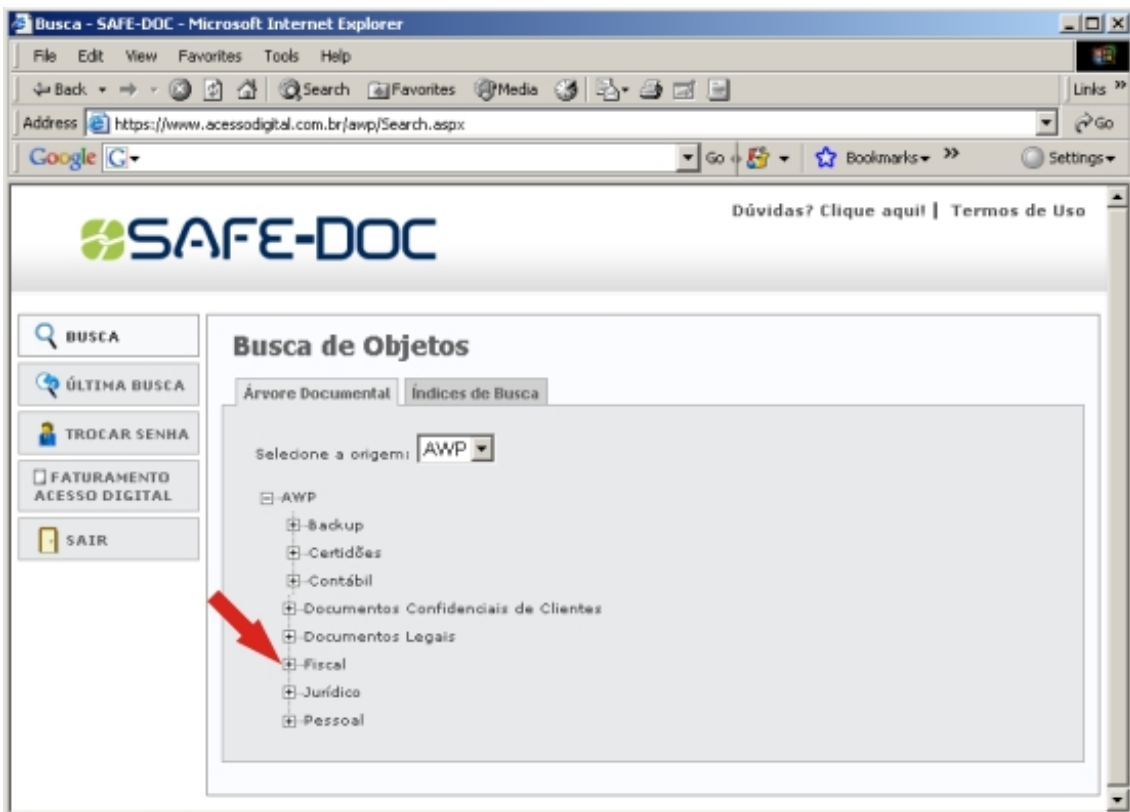 Busca - SAFE-DOC - Microsoft Internet Explorer
File Edit View Favorites Tools Help
Back Search Favorites Media Links »
Address https://www.acessodigital.com.br/awp/Search.aspx Go
Google G Go Bookmarks » Settings
SAFE-DOC
Dúvidas? Clique aqui! | Termos de Uso
BUSCA
ÚLTIMA BUSCA
TROCAR SENHA
FATURAMENTO
ACESSO DIGITAL
SAIR
Busca de Objetos
Árvore Documental Índices de Busca
Selecione a origem: AWP
AWP
Backup
Certidões
Contábil
Documentos Confidenciais de Clientes
Documentos Legais
Fiscal
Jurídico
Pessoal